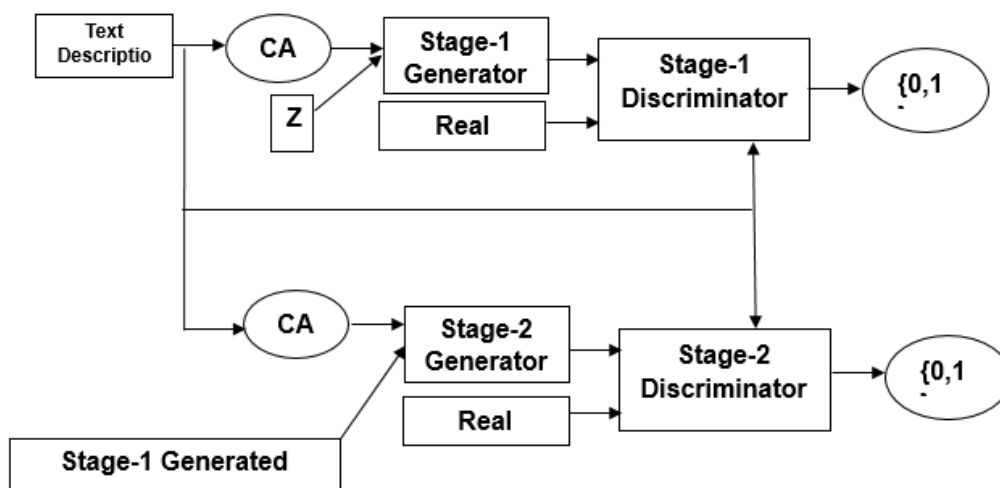 Text
Descriptio
CA
Stage-1
Generator
Z
Real
Stage-1
Discriminator
{0,1
CA
Stage-2
Generator
Real
Stage-2
Discriminator
{0,1
Stage-1 Generated